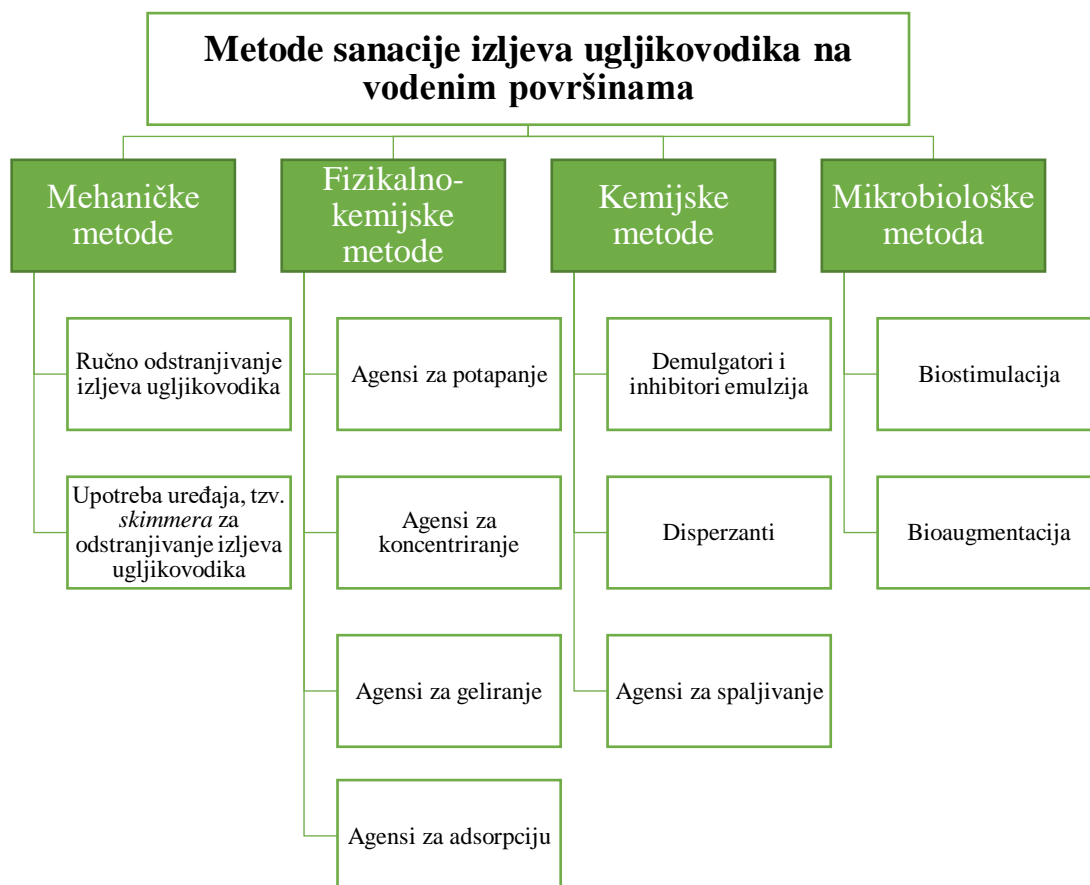 Metode sanacije izljeva ugljikovodika na
vodenim površinama
Mehaničke
metode
Ručno odstranjivanje
izljeva ugljikovodika
Upotreba uređaja, tzv.
skimmera za
odstranjivanje izljeva
ugljikovodika
Fizikalno-
kemijske
metode
Agensi za potapanje
Agensi za
koncentriranje
Agensi za geliranje
Agensi za adsorpciju
Kemijske
metode
Demulgatori i
inhibitori emulzija
Disperzanti
Agensi za spaljivanje
Mikrobiološke
metoda
Biostimulacija
Bioaugmentacija